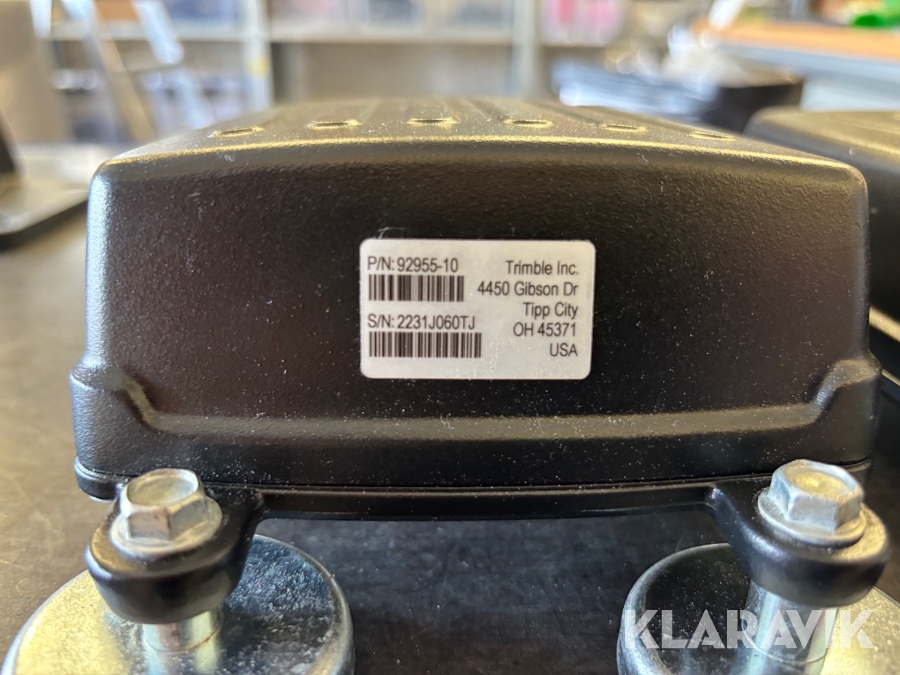 P/N: 92955-10
S/N: 2231J060TJ
Trimble Inc.
4450 Gibson Dr
Tipp City
OH 45371
USA
KLARAVIK